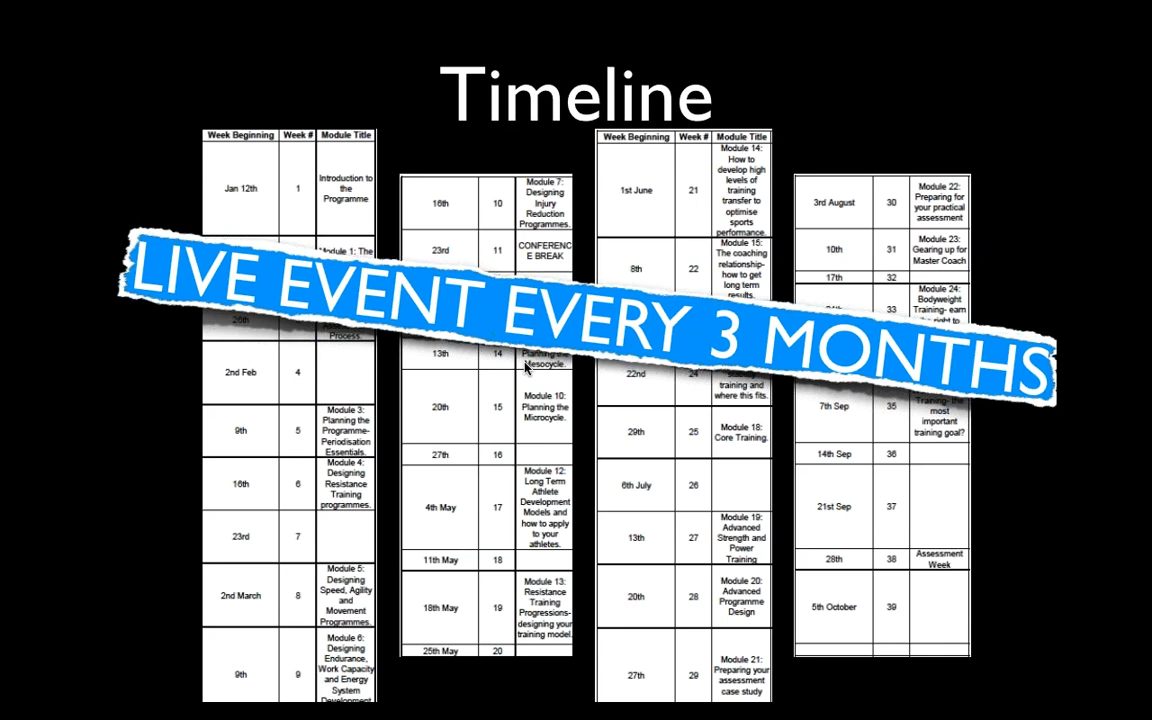 Timeline
Week Beginning Week # Module Title
Jan 12th 1 Introduction to
the
Programme
Module 1: The
Process.
2nd Feb 4
9th 5 Module 3:
Planning the
Programme-
Periodisation
Essentials.
16th 6 Module 4:
Designing
Resistance
Training
programmes.
23rd 7
2nd March 8 Module 5:
Designing
Speed, Agility
and
Movement
Programmes.
9th 9 Module 6:
Designing
Endurance,
Work Capacity
and Energy
System
Development
16th 10 Module 7:
Designing
Injury
Reduction
Programmes.
23rd 11 CONFERENC
E BREAK
13th 14 Planning the
Mesocycle.
20th 15 Module 10:
Planning the
Microcycle.
27th 16
4th May 17 Module 12:
Long Term
Athlete
Development
Models and
how to apply
to your
athletes.
11th May 18
18th May 19 Module 13:
Resistance
Training
Progressions-
designing your
training model.
25th May 20
Week Beginning Week # Module Title
1st June 21 Module 14:
How to
develop high
levels of
training
transfer to
optimise
sports
performance.
8th 22 Module 15:
The coaching
relationship-
how to get
long term
results.
22nd 24
training and
where this fits.
29th 25 Module 18:
Core Training.
6th July 26
13th 27 Module 19:
Advanced
Strength and
Power
Training
20th 28 Module 20:
Advanced
Programme
Design
27th 29 Module 21:
Preparing your
assessment
case study
3rd August 30 Module 22:
Preparing for
your practical
assessment
10th 31 Module 23:
Gearing up for
Master Coach
17th 32
33 Module 24:
Bodyweight
Training- earn
7th Sep 35 Training- the
most
important
training goal?
14th Sep 36
21st Sep 37
28th 38 Assessment
Week
5th October 39
LIVE EVENT EVERY 3 MONTHS